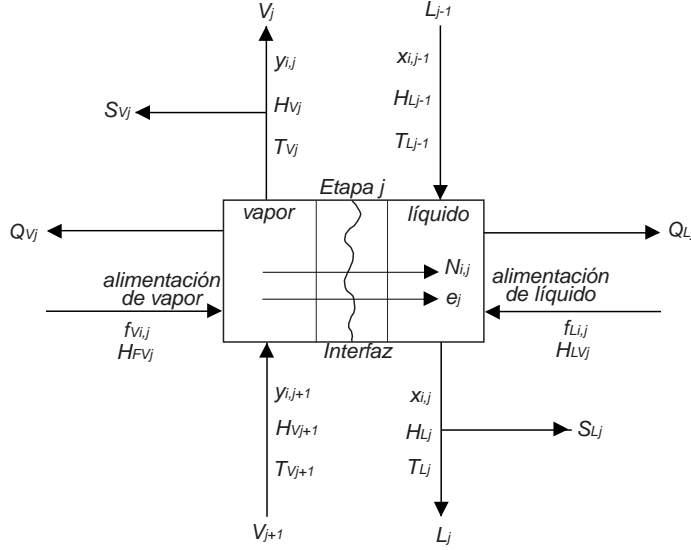 Vj
Lj-1
yi,j
xi,j-1
SVj
HVj
HLj-1
TVj
TLj-1
Etapa j
vapor
líquido
QVj
QLj
Ni,j
alimentación
de vapor
alimentación
de líquido
ej
fVi,j
HFVj
fLi,j
HLVj
Interfaz
yi,j+1
xi,j
HVj+1
HLj
SLj
TVj+1
TLj
Vj+1
Lj